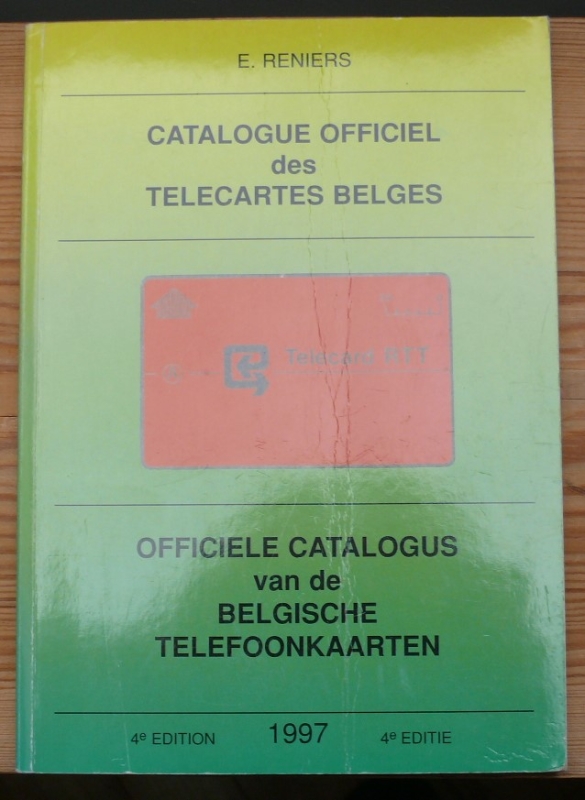 E. RENIERS
CATALOGUE OFFICIEL
des
TELECARTES BELGES
Telecard RTT
OFFICIELE CATALOGUS
van de
BELGISCHE
TELEFOONKAARTEN
4e EDITION 1997 4e EDITIE